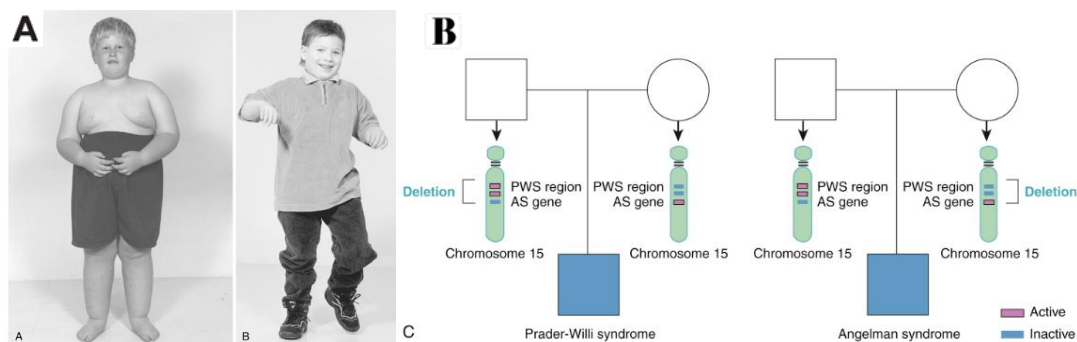 A
A
B
B
Deletion
PWS region
AS gene
Chromosome 15
PWS region
AS gene
Chromosome 15
Prader-Willi syndrome
C
PWS region
AS gene
Chromosome 15
PWS region
AS gene
Deletion
Chromosome 15
Angelman syndrome
Active
Inactive